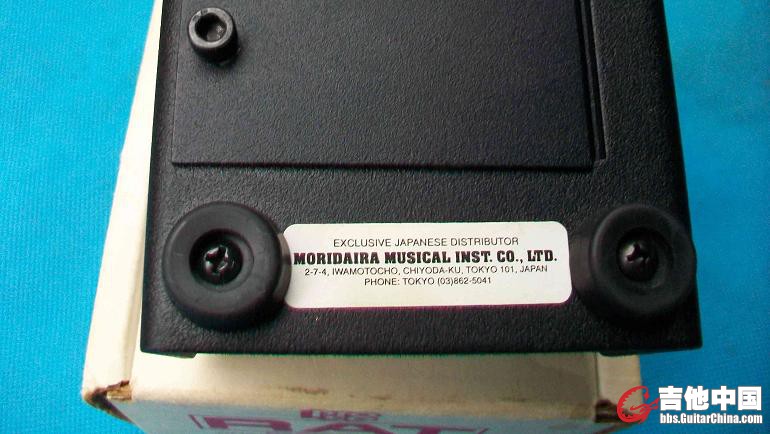 EXCLUSIVE JAPANESE DISTRIBUTOR
MORIDAIRA MUSICAL INST. CO., LTD.
2-7-4, IWAMOTOCHO, CHIYODA-KU, TOKYO 101, JAPAN
PHONE: TOKYO (03)862-5041
RAT
吉他中国
bbs.GuitarChina.com